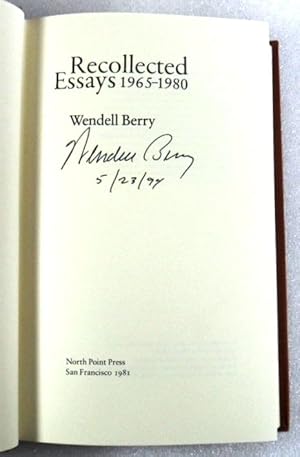 Recollected
Essays 1965–1980
Wendell Berry
Wendell Berry
5/23/94
North Point Press
San Francisco 1981